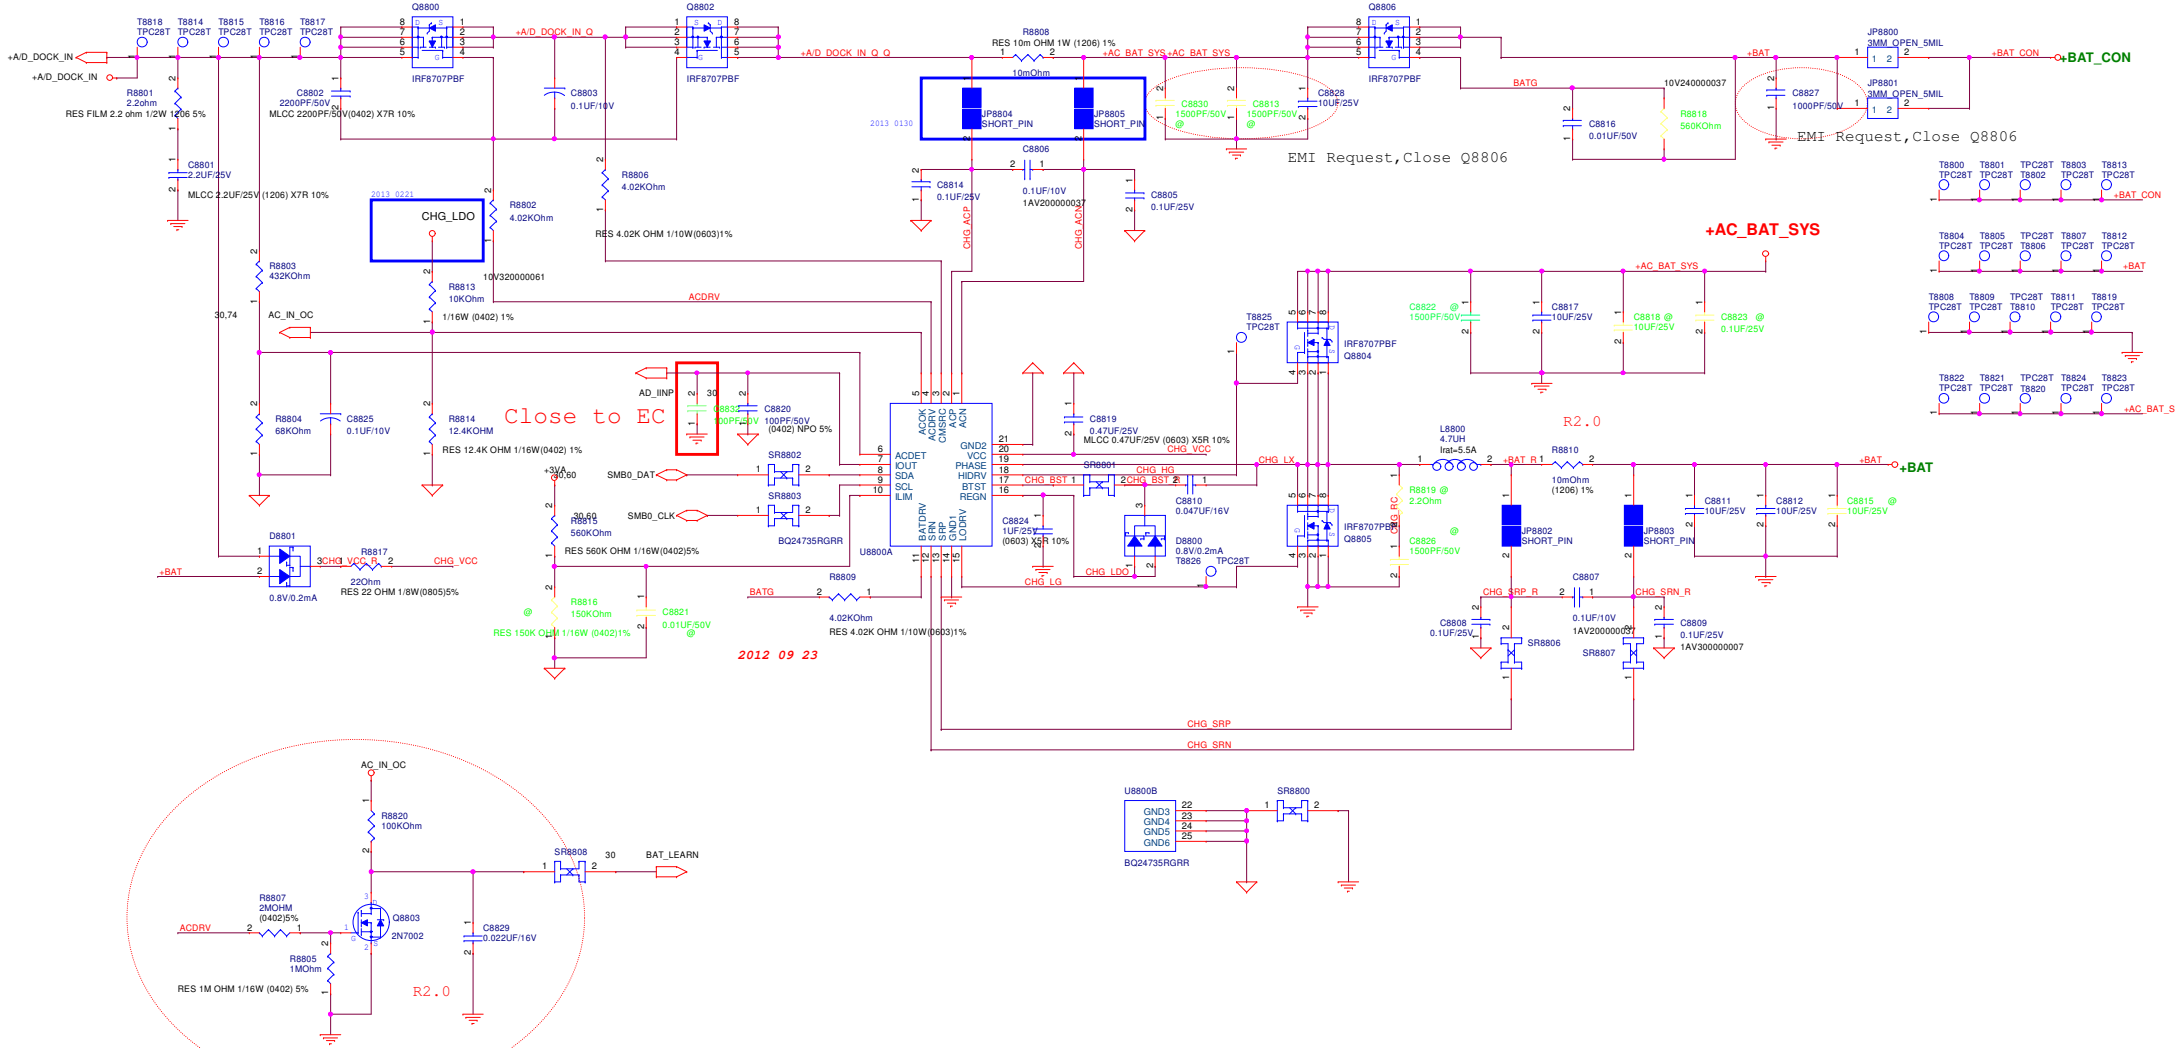 T8818 T8814 T8815 T8816 T8817
TPC28T TPC28T TPC28T TPC28T TPC28T
Q8800
Q8802
Q8806
+A/D_DOCK_IN
+A/D_DOCK_IN
IRF8707PBF
+A/D_DOCK_IN_Q
IRF8707PBF
+A/D_DOCK_IN_Q_Q
R8808
RES 10m OHM 1W (1206) 1%
10mOhm
+AC_BAT_SYS +AC_BAT_SYS
IRF8707PBF
+BAT
JP8800
3MM_OPEN_5MIL
+BAT_CON
+BAT_CON
JP8801
3MM_OPEN_5MIL
R8801
2.2ohm
RES FILM 2.2 ohm 1/2W 1206 5%
C8802
2200PF/50V
MLCC 2200PF/50V(0402) X7R 10%
C8803
0.1UF/10V
2013 0130
JP8804
SHORT_PIN
JP8805
SHORT_PIN
C8830
1500PF/50V
@
C8813
1500PF/50V
@
C8828
10UF/25V
EMI Request,Close Q8806
BATG
C8816
0.01UF/50V
10V240000037
R8818
560KOhm
C8827
1000PF/50V
EMI Request,Close Q8806
C8801
2.2UF/25V
MLCC 2.2UF/25V (1206) X7R 10%
2013 0221
CHG_LDO
R8802
4.02KOhm
10V320000061
R8806
4.02KOhm
RES 4.02K OHM 1/10W(0603)1%
C8814
0.1UF/25V
C8806
0.1UF/10V
1AV200000037
C8805
0.1UF/25V
CHG_ACP
CHG_ACN
T8800 T8801 TPC28T T8803 T8813
TPC28T TPC28T T8802 TPC28T TPC28T
+BAT_CON
T8804 T8805 TPC28T T8807 T8812
TPC28T TPC28T T8806 TPC28T TPC28T
+BAT
T8808 T8809 TPC28T T8811 T8819
TPC28T TPC28T T8810 TPC28T TPC28T
T8822 T8821 TPC28T T8824 T8823
TPC28T TPC28T T8820 TPC28T TPC28T
+AC_BAT_S
R8803
432KOhm
R8813
10KOhm
1/16W (0402) 1%
ACDRV
30,74
AC_IN_OC
+AC_BAT_SYS
+AC_BAT_SYS
T8825
TPC28T
IRF8707PBF
Q8804
C8822 @
1500PF/50V
C8817
10UF/25V
C8818 @
10UF/25V
C8823 @
0.1UF/25V
R8804
68KOhm
C8825
0.1UF/10V
R8814
12.4KOHM
RES 12.4K OHM 1/16W(0402) 1%
Close to EC
AD_IINP
30
C8832
100PF/50V
C8820
100PF/50V
(0402) NPO 5%
ACOK
ACDRV
CMSRC
ACP
ACN
ACDET
IOUT
SDA
SCL
ILIM
GND2
VCC
PHASE
HIDRV
BTST
REGN
BATDRV
SRN
SRP
GND1
LODRV
U8800A
BQ24735RGRR
C8819
0.47UF/25V
MLCC 0.47UF/25V (0603) X5R 10%
CHG_VCC
SR8801
CHG_HG
CHG_BST
CHG_BST_R
C8810
0.047UF/16V
CHG_LX
R2.0
L8800
4.7UH
Irat=5.5A
+BAT_R
R8810
10mOhm
(1206) 1%
+BAT
+BAT
SMB0_DAT
SR8802
SR8803
SMB0_CLK
+3VA
30,60
30,60
R8815
560KOhm
RES 560K OHM 1/16W(0402)5%
C8824
1UF/25V
(0603) X5R 10%
D8800
0.8V/0.2mA
T8826
TPC28T
CHG_LDO
CHG_LG
IRF8707PBF
Q8805
R8819 @
2.2Ohm
CHG_RC
@
C8826
1500PF/50V
JP8802
SHORT_PIN
JP8803
SHORT_PIN
C8811
10UF/25V
C8812
10UF/25V
C8815 @
10UF/25V
D8801
+BAT
0.8V/0.2mA
CHG_VCC_R
R8817
22Ohm
RES 22 OHM 1/8W(0805)5%
CHG_VCC
@
R8816
150KOhm
RES 150K OHM 1/16W (0402)1%
C8821
0.01UF/50V
@
BATG
R8809
4.02KOhm
RES 4.02K OHM 1/10W(0603)1%
2012 09 23
CHG_SRP_R
C8807
0.1UF/10V
1AV200000037
CHG_SRN_R
C8808
0.1UF/25V
SR8806
SR8807
C8809
0.1UF/25V
1AV300000007
CHG_SRP
CHG_SRN
AC_IN_OC
R8820
100KOhm
SR8808
30
BAT_LEARN
R8807
2MOHM
(0402)5%
ACDRV
Q8803
2N7002
C8829
0.022UF/16V
R8805
1MOhm
RES 1M OHM 1/16W (0402) 5%
R2.0
U8800B
GND3 22
GND4 23
GND5 24
GND6 25
BQ24735RGRR
SR8800